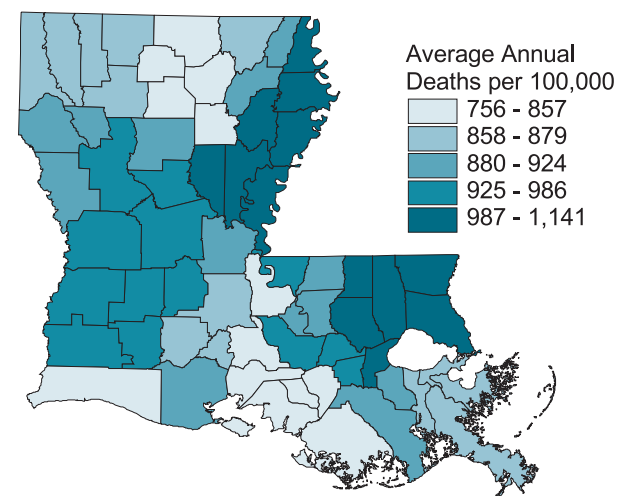 Average Annual
Deaths per 100,000
756 - 857
858 - 879
880 - 924
925 - 986
987 - 1,141